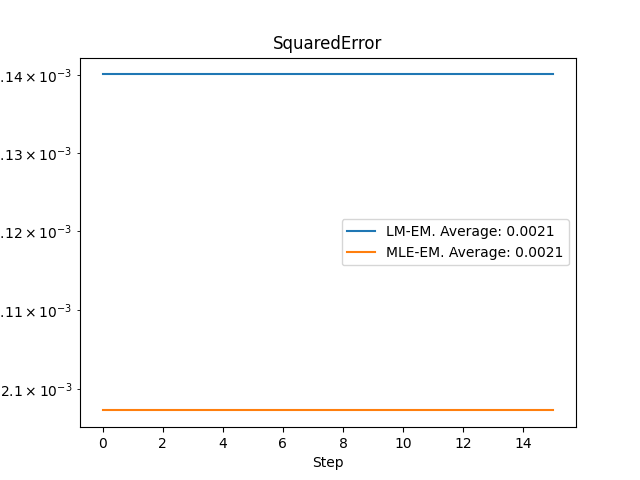 SquaredError
.14 × 10⁻³
.13 × 10⁻³
.12 × 10⁻³
.11 × 10⁻³
2.1 × 10⁻³
LM-EM. Average: 0.0021
MLE-EM. Average: 0.0021
0 2 4 6 8 10 12 14
Step